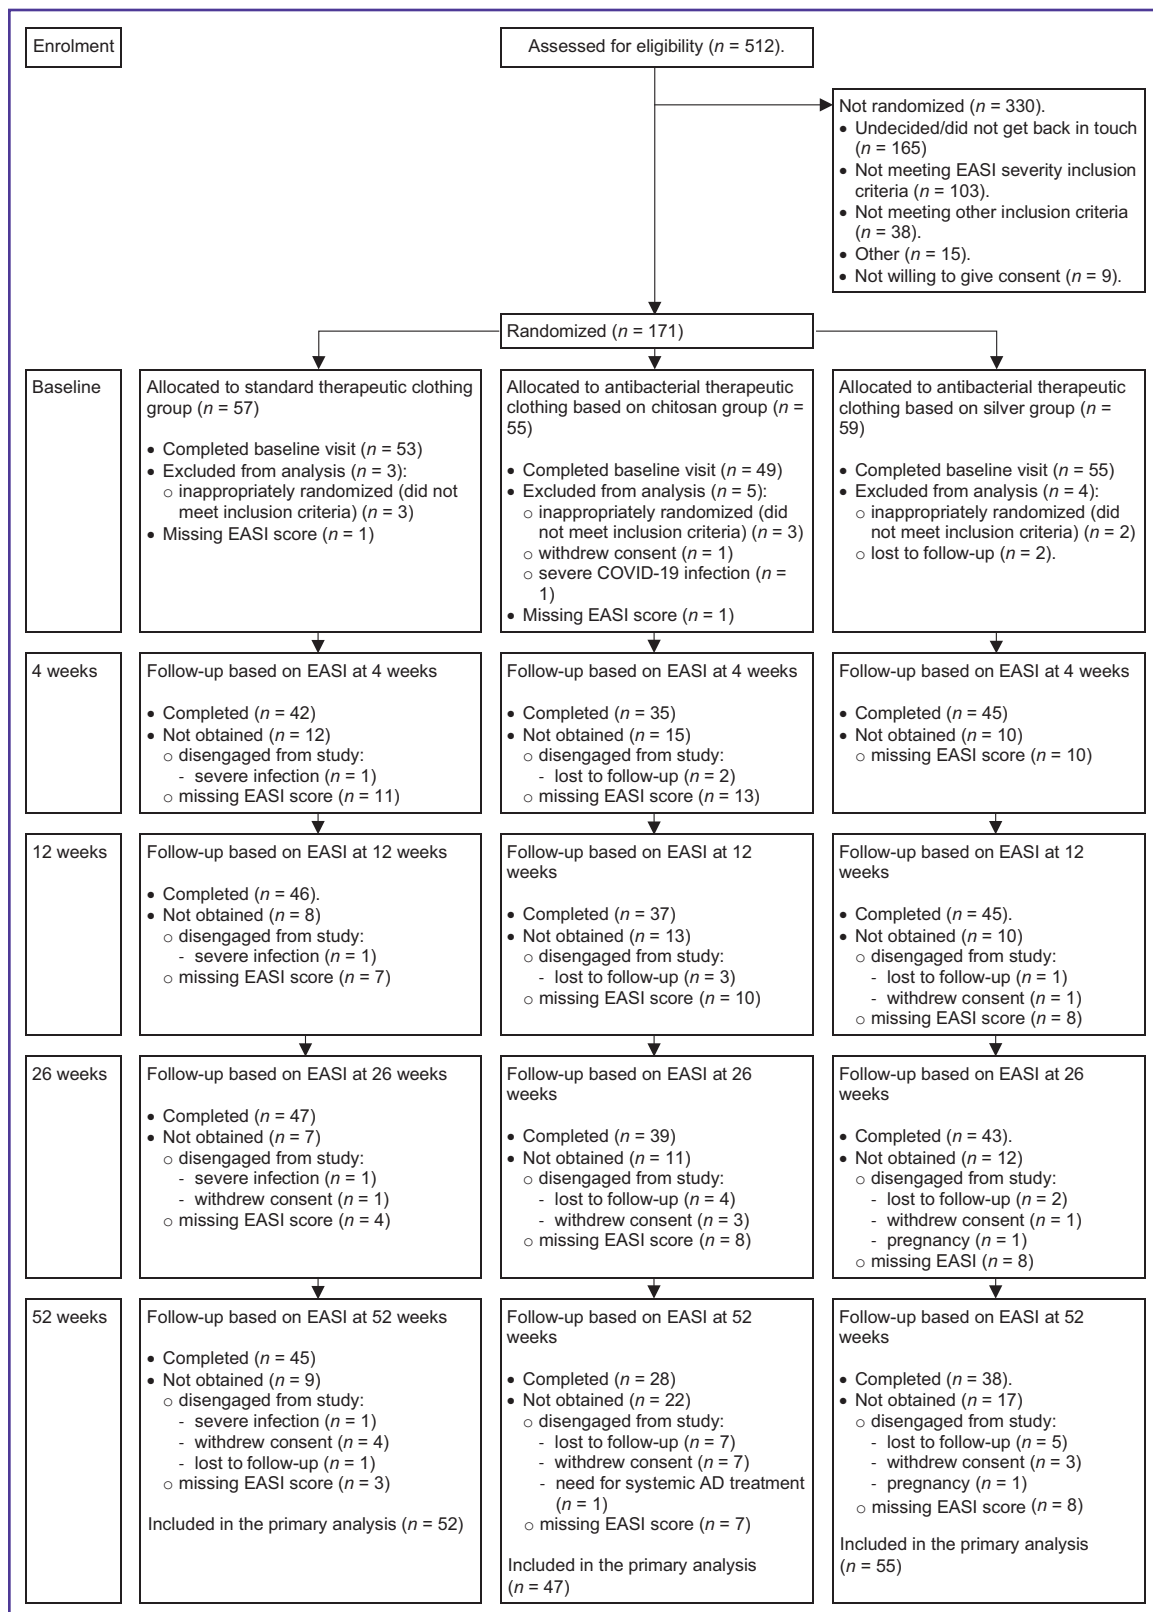 Enrolment
Assessed for eligibility (n = 512).
Not randomized (n = 330).
• Undecided/did not get back in touch
(n = 165)
• Not meeting EASI severity inclusion
criteria (n = 103).
• Not meeting other inclusion criteria
(n = 38).
• Other (n = 15).
• Not willing to give consent (n = 9).
Randomized (n = 171)
Baseline
Allocated to standard therapeutic clothing
group (n = 57)
• Completed baseline visit (n = 53)
• Excluded from analysis (n = 3):
○ inappropriately randomized (did not
meet inclusion criteria) (n = 3)
• Missing EASI score (n = 1)
Allocated to antibacterial therapeutic
clothing based on chitosan group (n =
55)
• Completed baseline visit (n = 49)
• Excluded from analysis (n = 5):
○ inappropriately randomized (did
not meet inclusion criteria) (n = 3)
○ withdrew consent (n = 1)
○ severe COVID-19 infection (n =
1)
• Missing EASI score (n = 1)
Allocated to antibacterial therapeutic
clothing based on silver group (n =
59)
• Completed baseline visit (n = 55)
• Excluded from analysis (n = 4):
○ inappropriately randomized (did
not meet inclusion criteria) (n = 2)
○ lost to follow-up (n = 2).
4 weeks
Follow-up based on EASI at 4 weeks
• Completed (n = 42)
• Not obtained (n = 12)
○ disengaged from study:
- severe infection (n = 1)
○ missing EASI score (n = 11)
Follow-up based on EASI at 4 weeks
• Completed (n = 35)
• Not obtained (n = 15)
○ disengaged from study:
- lost to follow-up (n = 2)
○ missing EASI score (n = 13)
Follow-up based on EASI at 4 weeks
• Completed (n = 45)
• Not obtained (n = 10)
○ missing EASI score (n = 10)
12 weeks
Follow-up based on EASI at 12 weeks
• Completed (n = 46).
• Not obtained (n = 8)
○ disengaged from study:
- severe infection (n = 1)
○ missing EASI score (n = 7)
Follow-up based on EASI at 12
weeks
• Completed (n = 37)
• Not obtained (n = 13)
○ disengaged from study:
- lost to follow-up (n = 3)
○ missing EASI score (n = 10)
Follow-up based on EASI at 12
weeks
• Completed (n = 45).
• Not obtained (n = 10)
○ disengaged from study:
- lost to follow-up (n = 1)
- withdrew consent (n = 1)
○ missing EASI score (n = 8)
26 weeks
Follow-up based on EASI at 26 weeks
• Completed (n = 47)
• Not obtained (n = 7)
○ disengaged from study:
- severe infection (n = 1)
- withdrew consent (n = 1)
○ missing EASI score (n = 4)
Follow-up based on EASI at 26
weeks
• Completed (n = 39)
• Not obtained (n = 11)
○ disengaged from study:
- lost to follow-up (n = 4)
- withdrew consent (n = 3)
○ missing EASI score (n = 8)
Follow-up based on EASI at 26
weeks
• Completed (n = 43).
• Not obtained (n = 12)
○ disengaged from study:
- lost to follow-up (n = 2)
- withdrew consent (n = 1)
- pregnancy (n = 1)
○ missing EASI (n = 8)
52 weeks
Follow-up based on EASI at 52 weeks
• Completed (n = 45)
• Not obtained (n = 9)
○ disengaged from study:
- severe infection (n = 1)
- withdrew consent (n = 4)
- lost to follow-up (n = 1)
○ missing EASI score (n = 3)
Included in the primary analysis (n = 52)
Follow-up based on EASI at 52
weeks
• Completed (n = 28)
• Not obtained (n = 22)
○ disengaged from study:
- lost to follow-up (n = 7)
- withdrew consent (n = 7)
- need for systemic AD treatment
(n = 1)
○ missing EASI score (n = 7)
Included in the primary analysis
(n = 47)
Follow-up based on EASI at 52
weeks
• Completed (n = 38).
• Not obtained (n = 17)
○ disengaged from study:
- lost to follow-up (n = 5)
- withdrew consent (n = 3)
- pregnancy (n = 1)
○ missing EASI score (n = 8)
Included in the primary analysis
(n = 55)